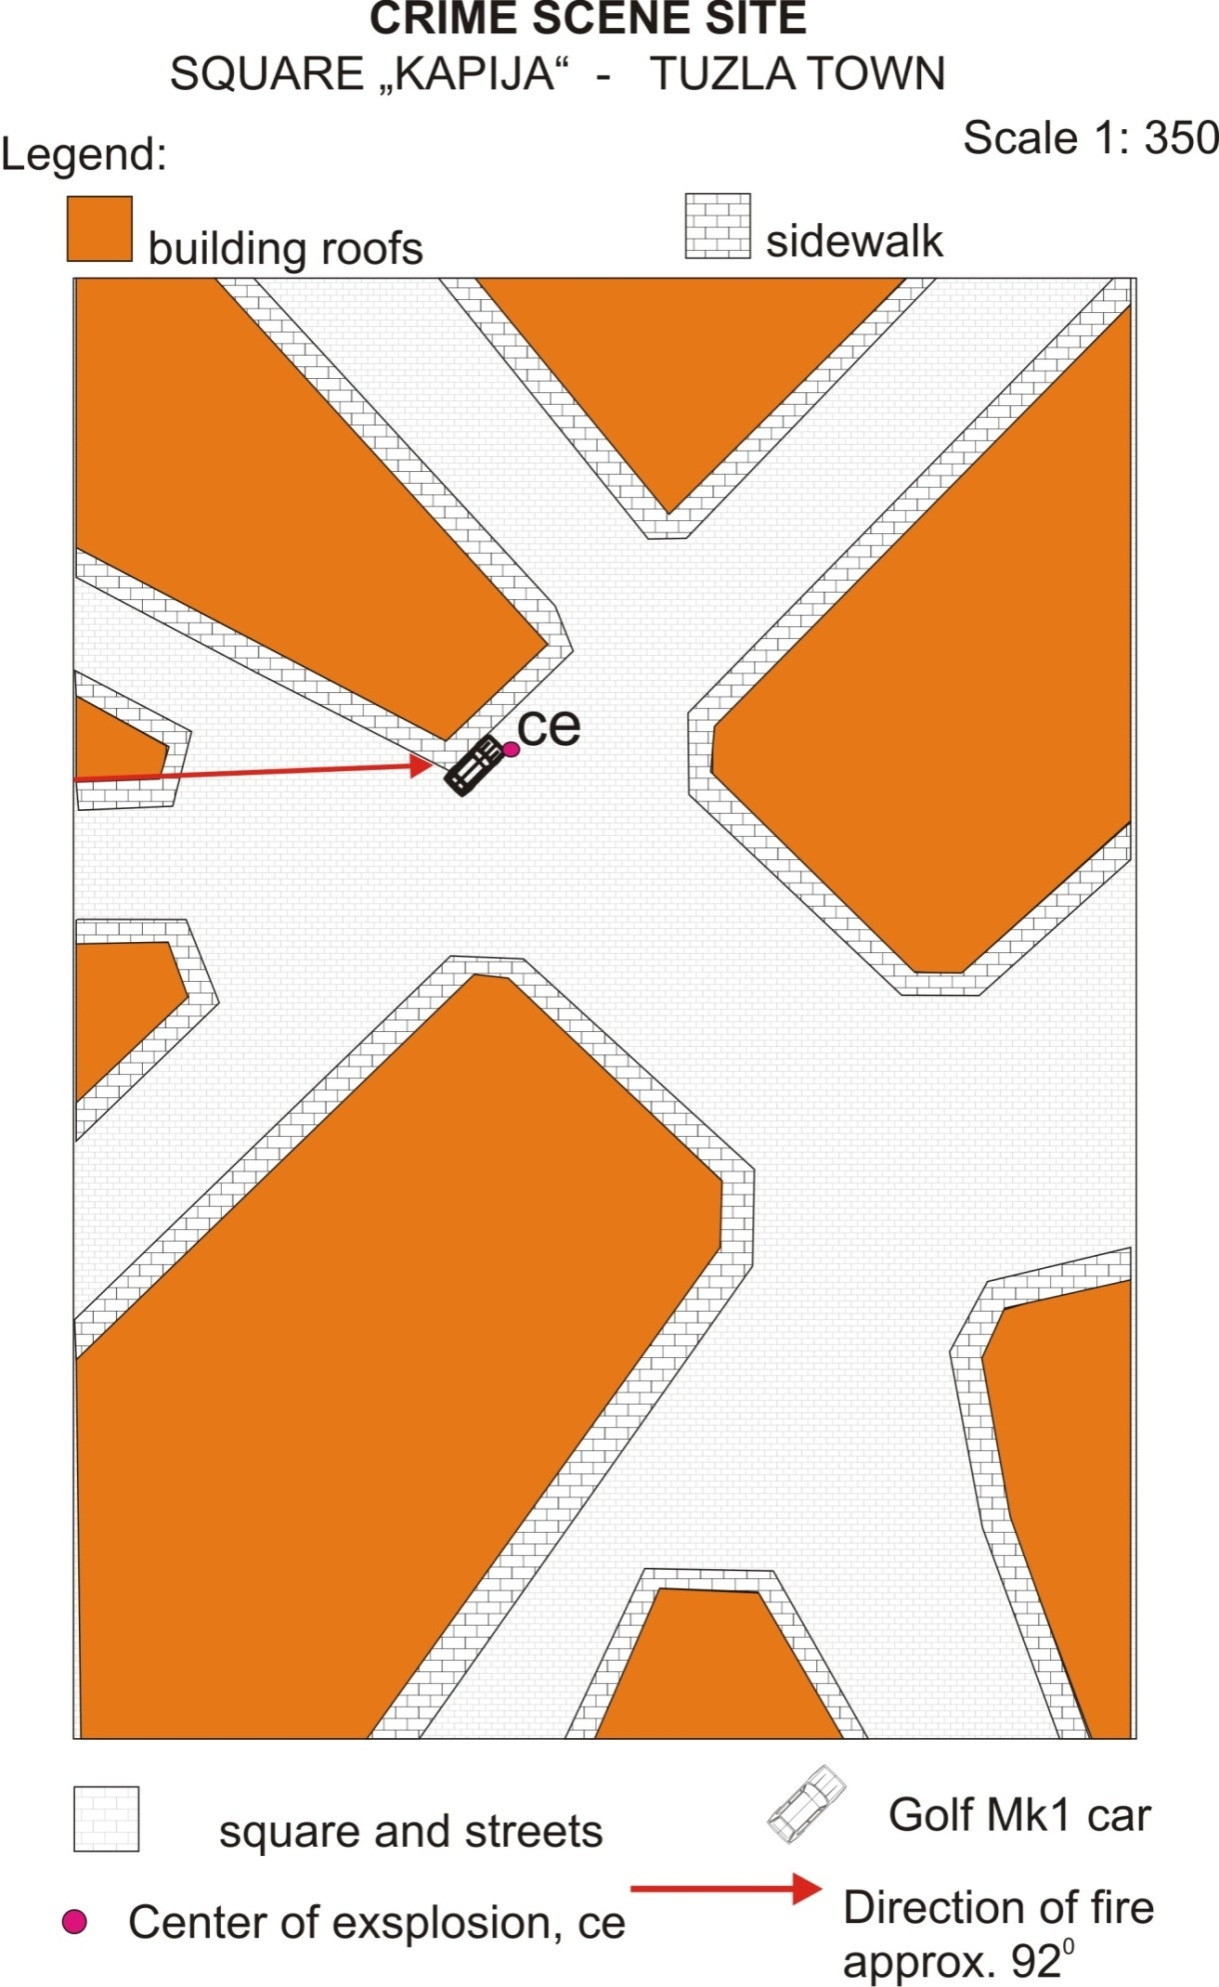 CRIME SCENE SITE
SQUARE „KAPIJA“ - TUZLA TOWN
Scale 1: 350
Legend:
building roofs
sidewalk
ce
square and streets
Golf Mk1 car
Center of exsplosion, ce
Direction of fire
approx. 92⁰